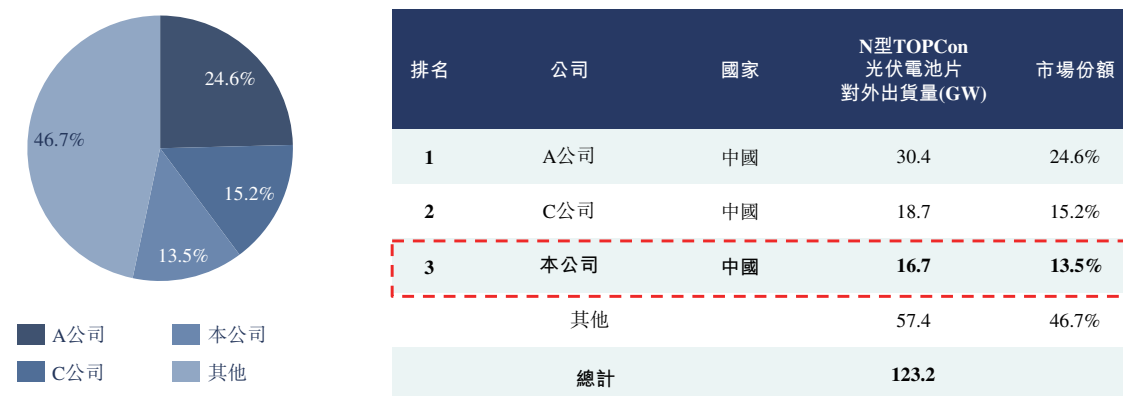 24.6%
46.7%
15.2%
13.5%
A公司
本公司
C公司
其他
排名 公司 國家 N型TOPCon 光伏電池片 對外出貨量(GW) 市場份額
1 A公司 中國 30.4 24.6%
2 C公司 中國 18.7 15.2%
3 本公司 中國 16.7 13.5%
其他 57.4 46.7%
總計 123.2